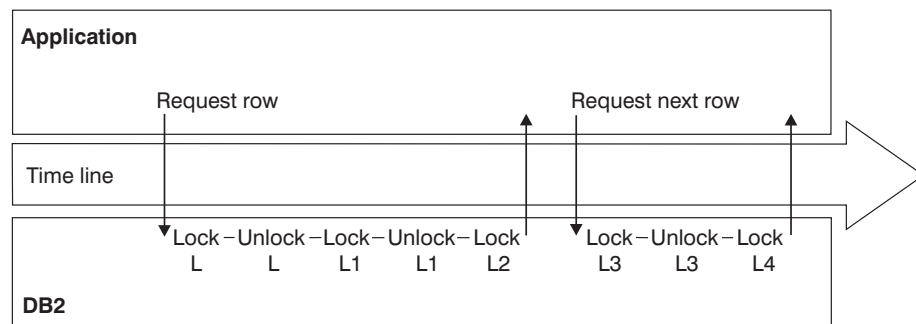 Application
Request row Request next row
Time line
Lock – Unlock – Lock – Unlock – Lock Lock – Unlock – Lock
L L L1 L1 L2 L3 L3 L4
DB2